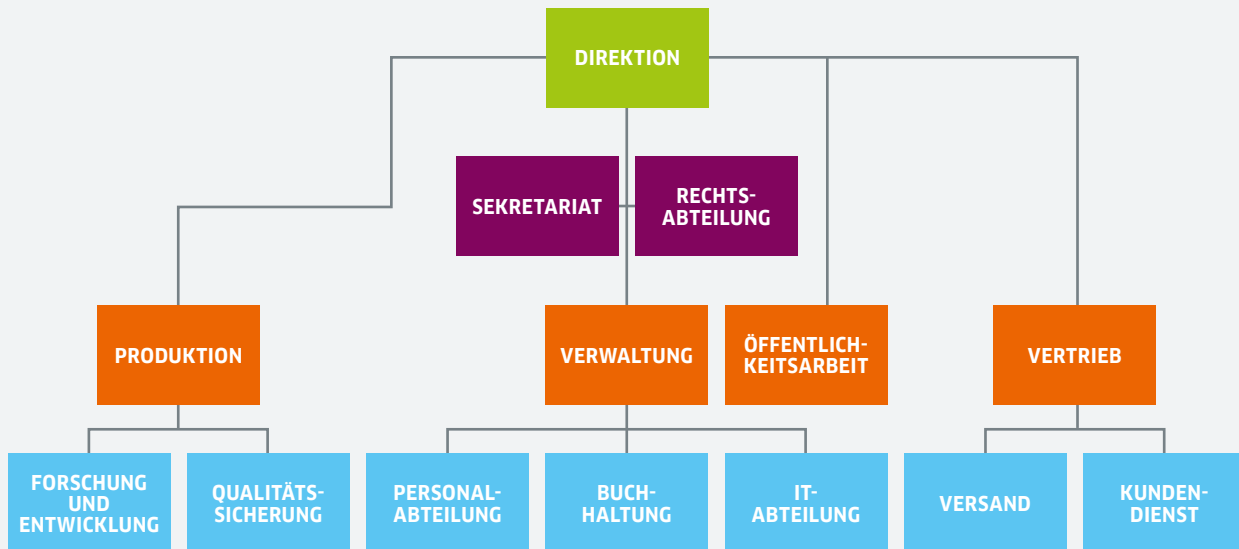 DIREKTION
SEKRETARIAT
RECHTS-
ABTEILUNG
PRODUKTION
VERWALTUNG
ÖFFENTLICH-
KEITSARBEIT
VERTRIEB
FORSCHUNG
UND
ENTWICKLUNG
QUALITÄTS-
SICHERUNG
PERSONAL-
ABTEILUNG
BUCH-
HALTUNG
IT-
ABTEILUNG
VERSAND
KUNDEN-
DIENST